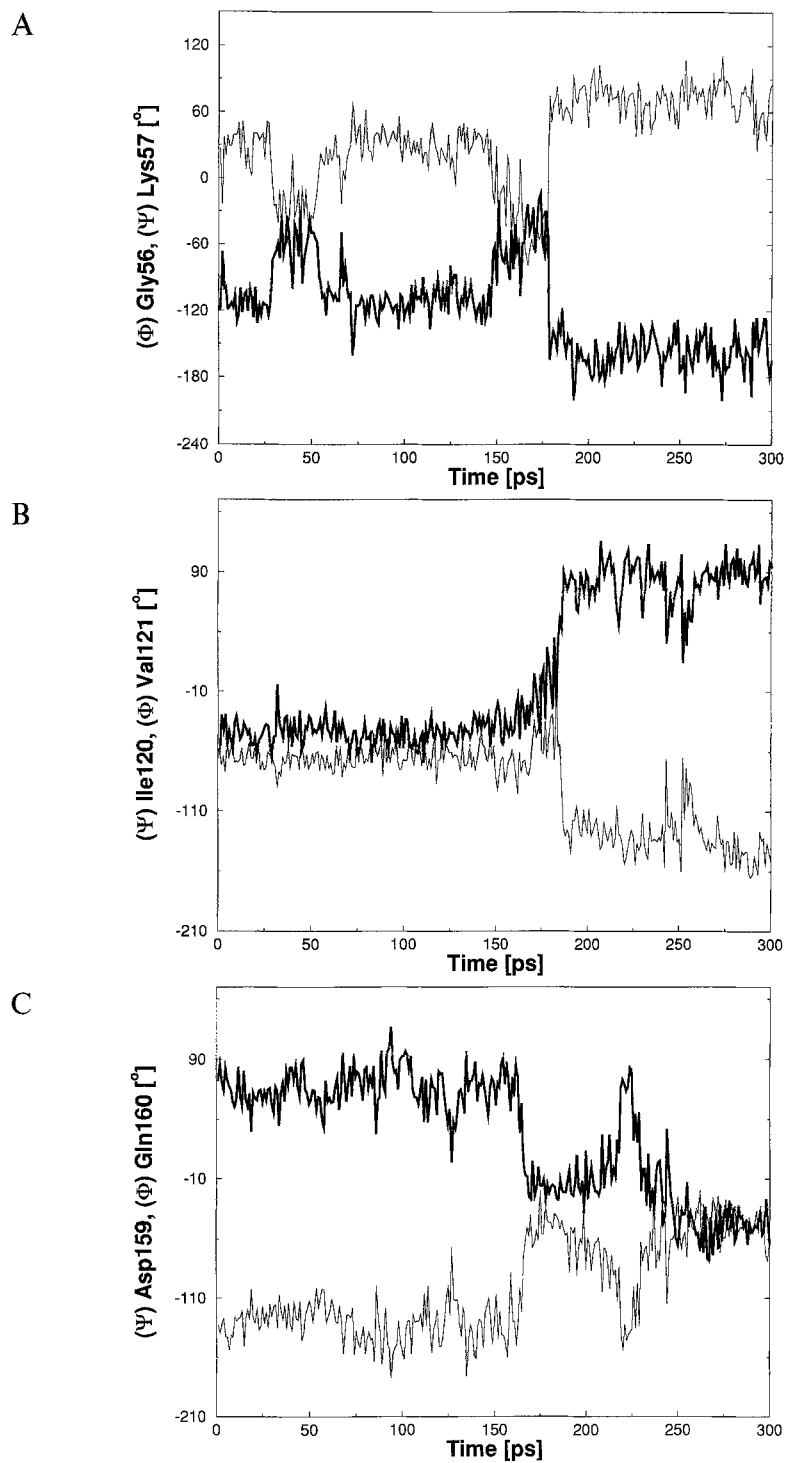 A
120
60
0
-60
-120
-180
-240
(Φ) Gly56, (Ψ) Lys57 [°]
0 50 100 150 200 250 300
Time [ps]
B
90
-10
-110
-210
(Ψ) Ile120, (Φ) Val121 [°]
0 50 100 150 200 250 300
Time [ps]
C
90
-10
-110
-210
(Ψ) Asp159, (Φ) Gln160 [°]
0 50 100 150 200 250 300
Time [ps]